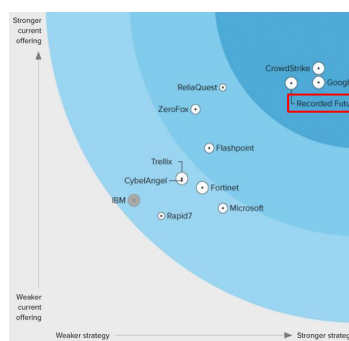 Stronger
current
offering
CrowdStrike
Googl
ReliaQuest
Recorded Futu
ZeroFox
Flashpoint
Trellix
CybelAngel
Fortinet
IBM
Microsoft
Rapid7
Weaker
current
offering
Weaker strategy
Stronger strateg